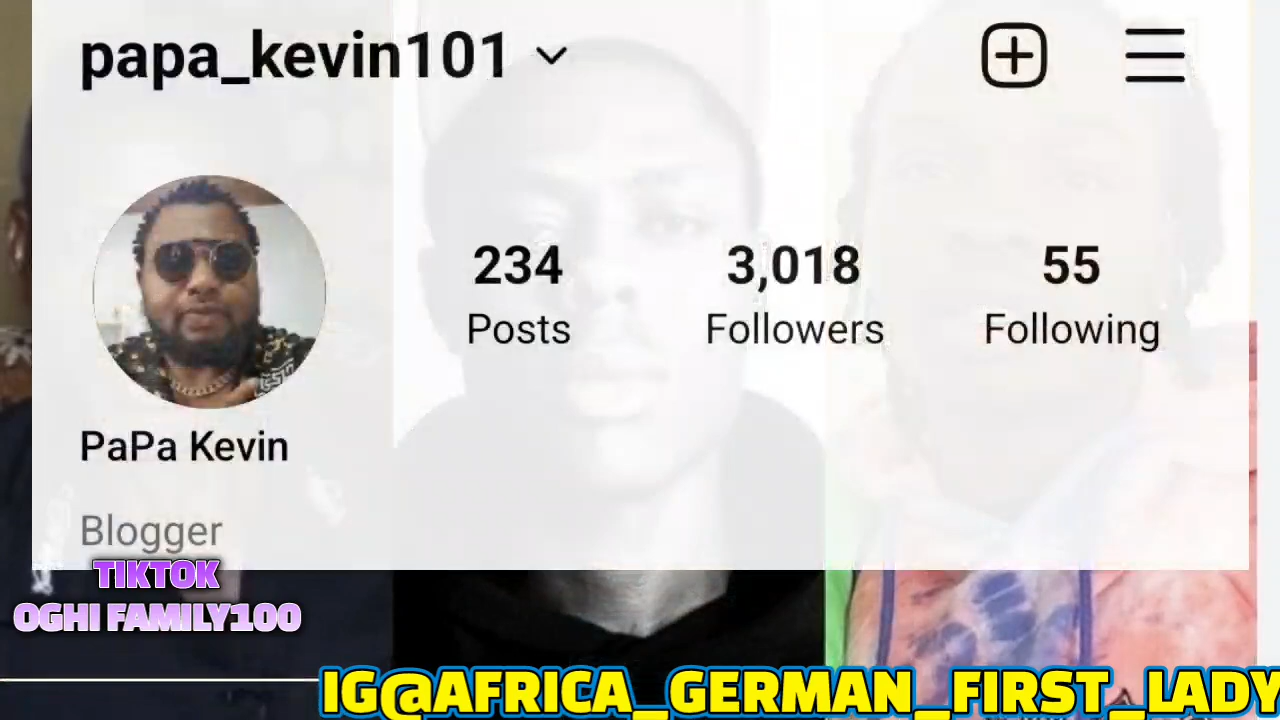 papa_kevin101
234
3,018
55
Posts
Followers
Following
PaPa Kevin
Blogger
TIKTOK
OGHI FAMILY100
IG@AFRICA_GERMAN_FIRST_LADY